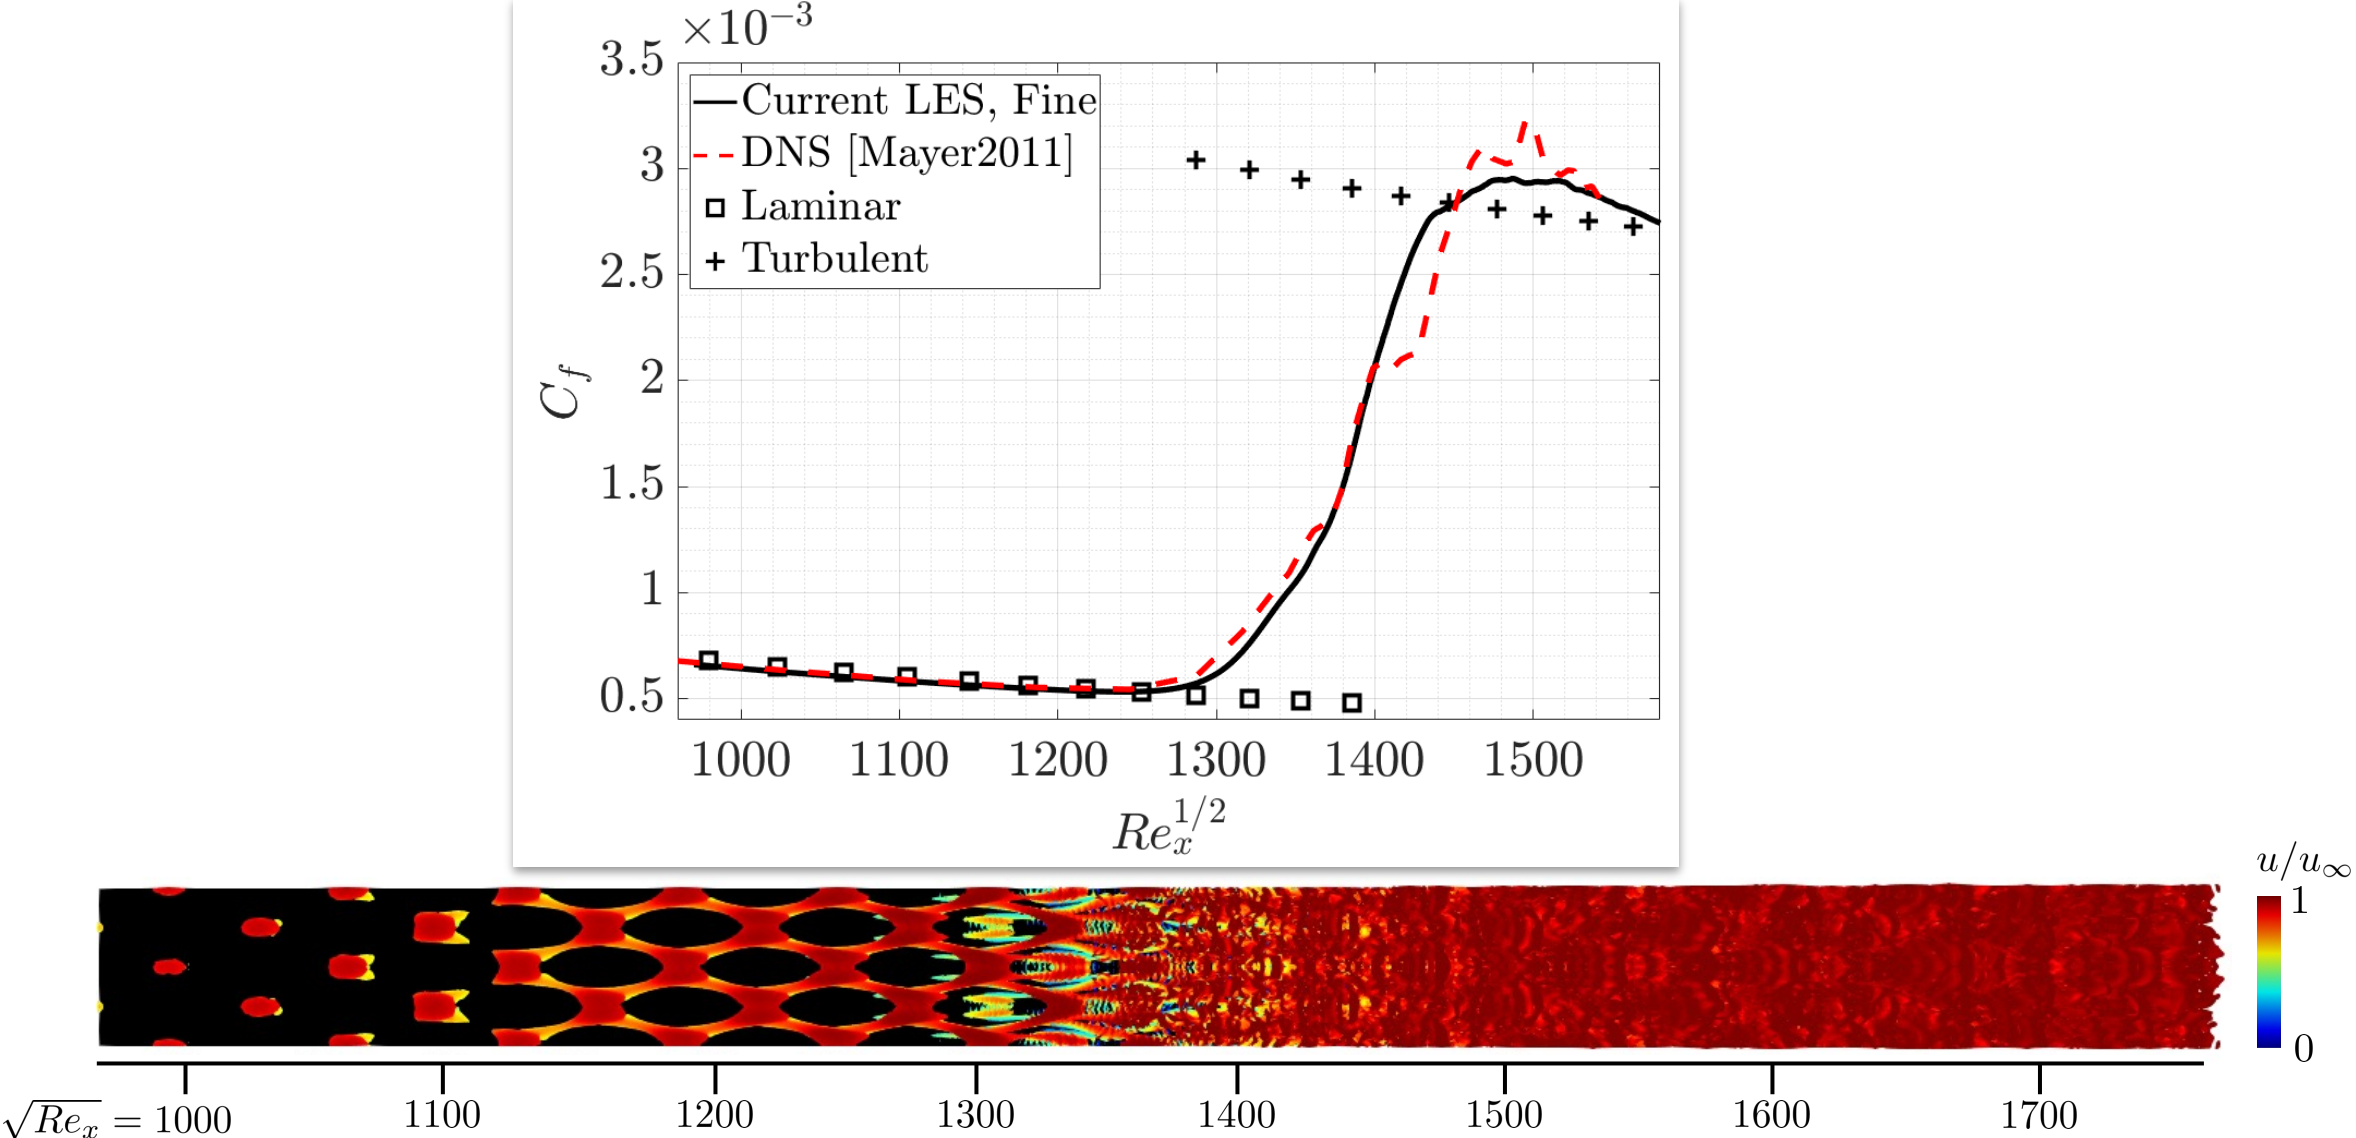 ×10⁻³
3.5
3
2.5
2
1.5
1
0.5
C_f
Current LES, Fine
DNS [Mayer2011]
Laminar
Turbulent
1000 1100 1200 1300 1400 1500
Re_x^{1/2}
u/u_∞
1
0
√Re_x = 1000 1100 1200 1300 1400 1500 1600 1700